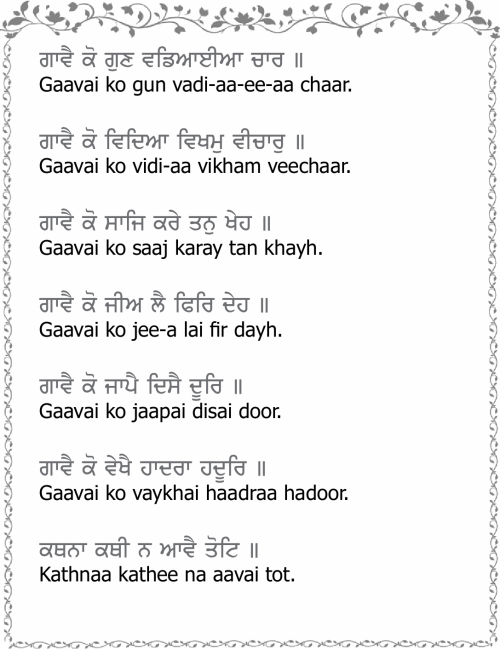 ਗਾਵੈ ਕੋ ਗੁਣ ਵਡਿਆਈਆ ਚਾਰ ॥
Gaavai ko gun vadi-aa-ee-aa chaar.
ਗਾਵੈ ਕੋ ਵਿਦਿਆ ਵਿਖਮੁ ਵੀਚਾਰੁ ॥
Gaavai ko vidi-aa vikham veechaar.
ਗਾਵੈ ਕੋ ਸਾਜਿ ਕਰੇ ਤਨੁ ਖੇਹ ॥
Gaavai ko saaj karay tan khayh.
ਗਾਵੈ ਕੋ ਜੀਅ ਲੈ ਫਿਰਿ ਦੇਹ ॥
Gaavai ko jee-a lai fir dayh.
ਗਾਵੈ ਕੋ ਜਾਪੈ ਦਿਸੈ ਦੂਰਿ ॥
Gaavai ko jaapai disai door.
ਗਾਵੈ ਕੋ ਵੇਖੈ ਹਾਦਰਾ ਹਦੂਰਿ ॥
Gaavai ko vaykhai haadraa hadoor.
ਕਥਨਾ ਕਥੀ ਨ ਆਵੈ ਤੋਟਿ ॥
Kathnaa kathee na aavai tot.